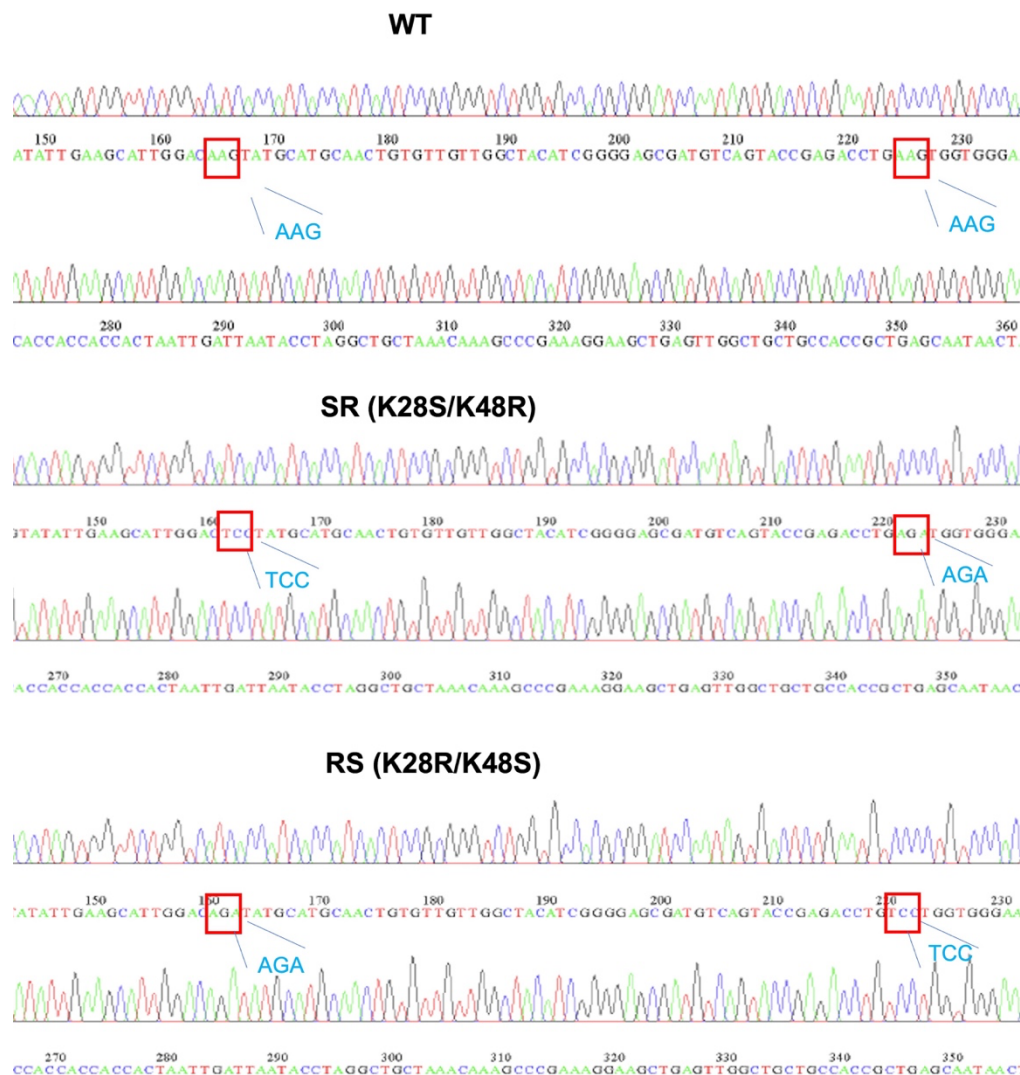 WT
150 160 170 180 190 200 210 220 230
ATATTGAAGCATTGGACAAGTATGCATGCAACTGTGTTGTTGGCTACATCGGGGAGCGATGTCAGTACCGAGACCTGAAGTGGTGGGA
AAG AAG
280 290 300 310 320 330 340 350 360
CACCACCACCACTAATTGATTAATACCTAGGCTGCTAAACAAAGCCCGAAAGGAAGCTGAGTTGGCTGCTGCCACCGCTGAGCAATAACT
SR (K28S/K48R)
150 160 170 180 190 200 210 220 230
GTATATTGAAGCATTGGACTCCTATGCATGCAACTGTGTTGTTGGCTACATCGGGGAGCGATGTCAGTACCGAGACCTGAGATGGTGGGA
TCC AGA
270 280 290 300 310 320 330 340 350
ACCACCACCACCACTAATTGATTAATACCTAGGCTGCTAAACAAAGCCCGAAAGGAAGCTGAGTTGGCTGCTGCCACCGCTGAGCAATAAC
RS (K28R/K48S)
150 160 170 180 190 200 210 220 230
TATATTGAAGCATTGGACAGATATGCATGCAACTGTGTTGTTGGCTACATCGGGGAGCGATGTCAGTACCGAGACCTGTCCTGGTGGGAA
AGA TCC
270 280 290 300 310 320 330 340 350
CCACCACCACCACTAATTGATTAATACCTAGGCTGCTAAACAAAGCCCGAAAGGAAGCTGAGTTGGCTGCTGCCACCGCTGAGCAATAACT